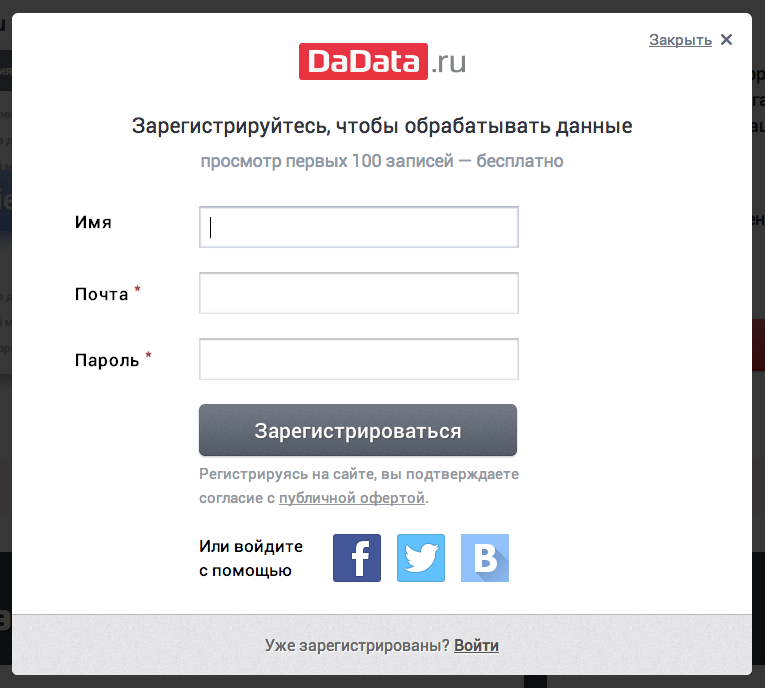 Закрыть ✕
DaData.ru
Зарегистрируйтесь, чтобы обрабатывать данные
просмотр первых 100 записей — бесплатно
Имя
Почта *
Пароль *
Зарегистрироваться
Регистрируясь на сайте, вы подтверждаете
согласие с публичной офертой.
Или войдите
с помощью
Уже зарегистрированы? Войти